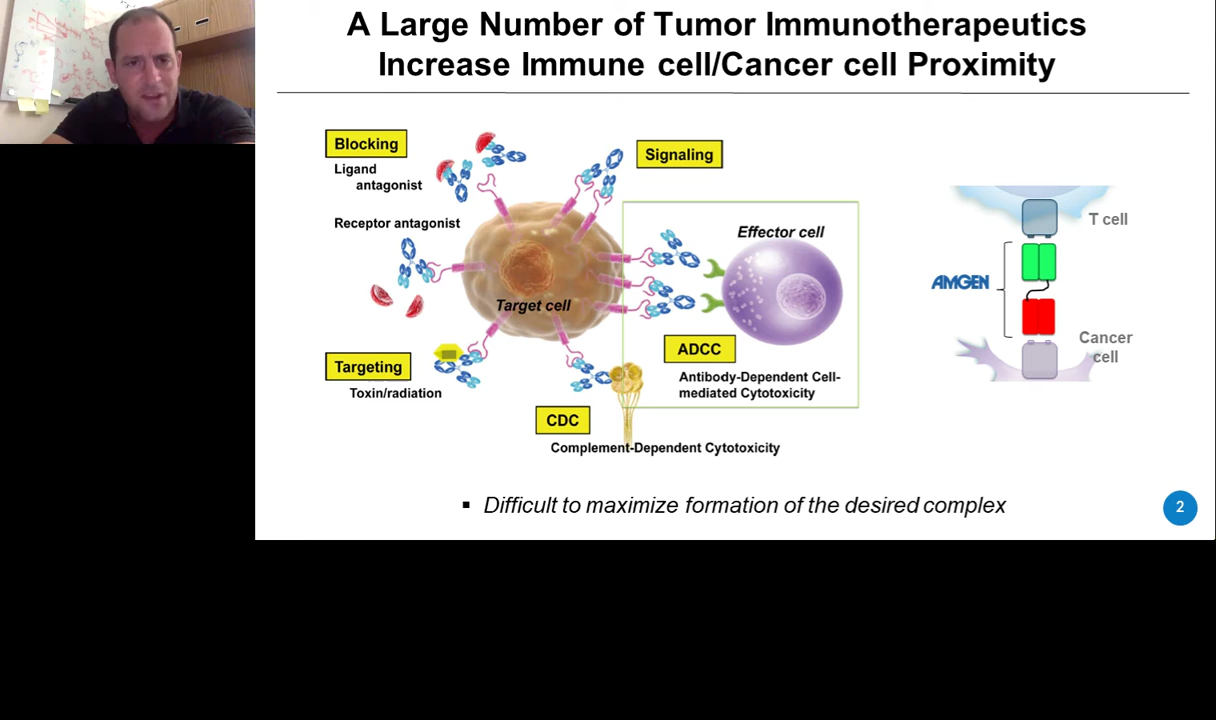 A Large Number of Tumor Immunotherapeutics
Increase Immune cell/Cancer cell Proximity
Blocking
Ligand
antagonist
Receptor antagonist
Signaling
Effector cell
Target cell
ADCC
Antibody-Dependent Cell-
mediated Cytotoxicity
Targeting
Toxin/radiation
CDC
Complement-Dependent Cytotoxicity
T cell
AMGEN
Cancer
cell
▪ Difficult to maximize formation of the desired complex
2